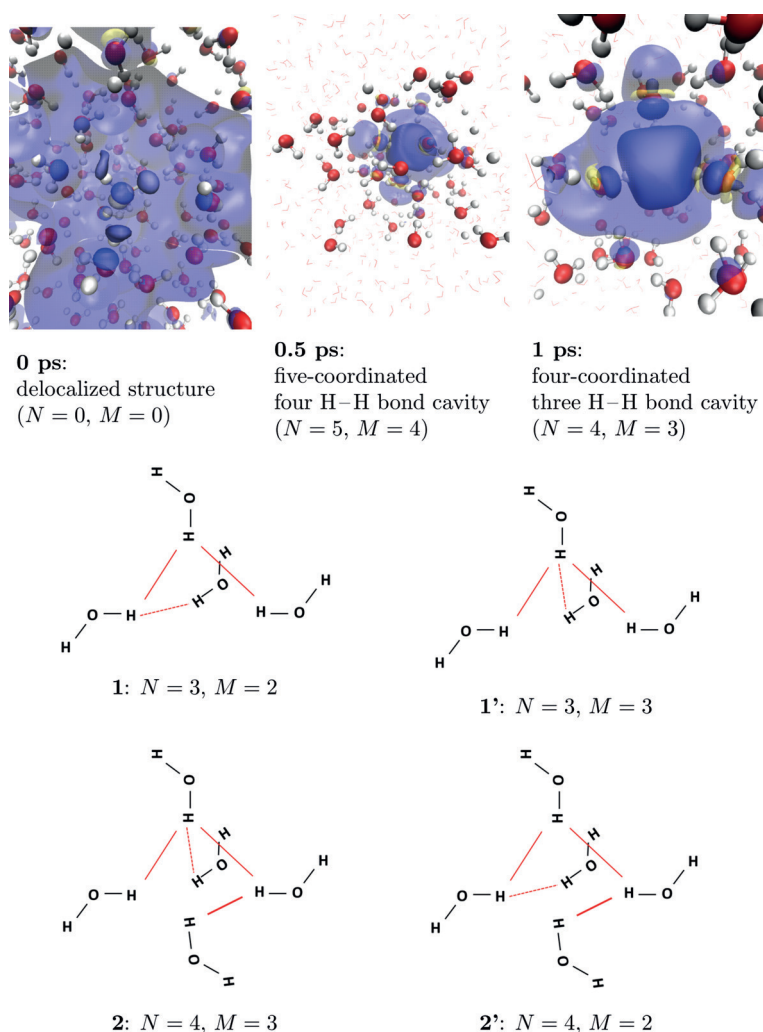 0 ps:
delocalized structure
(N = 0, M = 0)
0.5 ps:
five-coordinated
four H–H bond cavity
(N = 5, M = 4)
1 ps:
four-coordinated
three H–H bond cavity
(N = 4, M = 3)
H
O
H
H
O
H
O
H
H
H
O
H
1: N = 3, M = 2
H
O
H
H
O
H
O
H
H
H
O
H
1’: N = 3, M = 3
H
O
H
H
O
H
O
H
H
H
O
H
H
O
H
2: N = 4, M = 3
H
O
H
H
O
H
O
H
H
H
O
H
H
O
H
2’: N = 4, M = 2